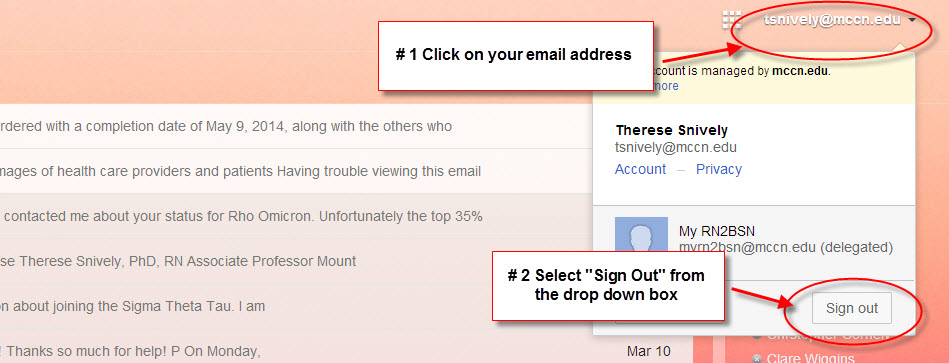 tsnively@mccn.edu
# 1 Click on your email address
account is managed by mccn.edu.
more
rdered with a completion date of May 9, 2014, along with the others who
Therese Snively
tsnively@mccn.edu
Account – Privacy
nages of health care providers and patients Having trouble viewing this email
contacted me about your status for Rho Omicron. Unfortunately the top 35%
My RN2BSN
myrn2bsn@mccn.edu (delegated)
se Therese Snively, PhD, RN Associate Professor Mount
# 2 Select "Sign Out" from
the drop down box
on about joining the Sigma Theta Tau. I am
Sign out
! Thanks so much for help! P On Monday,
Mar 10
Clare Wiggins